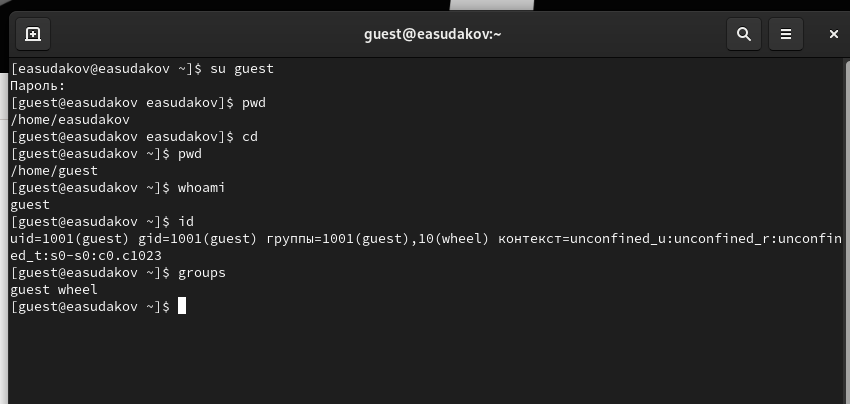 guest@easudakov:~
[easudakov@easudakov ~]$ su guest
Пароль:
[guest@easudakov easudakov]$ pwd
/home/easudakov
[guest@easudakov easudakov]$ cd
[guest@easudakov ~]$ pwd
/home/guest
[guest@easudakov ~]$ whoami
guest
[guest@easudakov ~]$ id
uid=1001(guest) gid=1001(guest) группы=1001(guest),10(wheel) контекст=unconfined_u:unconfined_r:unconfin
ed_t:s0-s0:c0.c1023
[guest@easudakov ~]$ groups
guest wheel
[guest@easudakov ~]$